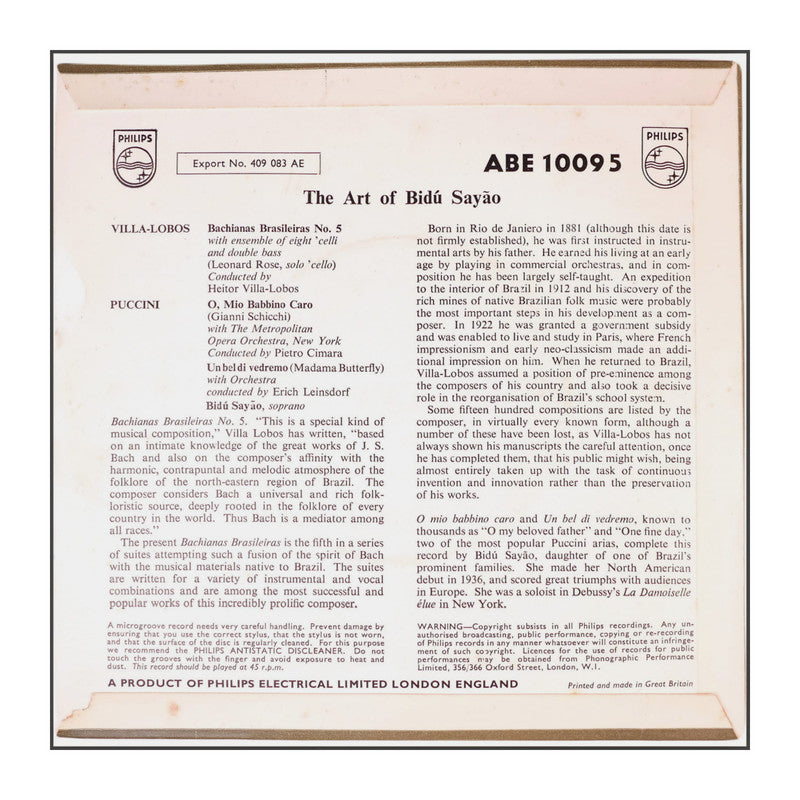 PHILIPS
Export No. 409 083 AE
ABE 10095
PHILIPS
The Art of Bidú Sayão
VILLA-LOBOS Bachianas Brasileiras No. 5
with ensemble of eight 'celli
and double bass
(Leonard Rose, solo 'cello)
Conducted by
Heitor Villa-Lobos
PUCCINI O, Mio Babbino Caro
(Gianni Schicchi)
with The Metropolitan
Opera Orchestra, New York
Conducted by Pietro Cimara
Un bel di vedremo (Madama Butterfly)
with Orchestra
conducted by Erich Leinsdorf
Bidú Sayão, soprano
Bachianas Brasileiras No. 5. "This is a special kind of
musical composition," Villa Lobos has written, "based
on an intimate knowledge of the great works of J. S.
Bach and also on the composer's affinity with the
harmonic, contrapuntal and melodic atmosphere of the
folklore of the north-eastern region of Brazil. The
composer considers Bach a universal and rich folk-
loristic source, deeply rooted in the folklore of every
country in the world. Thus Bach is a mediator among
all races."
The present Bachianas Brasileiras is the fifth in a series
of suites attempting such a fusion of the spirit of Bach
with the musical materials native to Brazil. The suites
are written for a variety of instrumental and vocal
combinations and are among the most successful and
popular works of this incredibly prolific composer.
A microgroove record needs very careful handling. Prevent damage by
ensuring that you use the correct stylus, that the stylus is not worn,
and that the surface of the disc is regularly cleaned. For this purpose
we recommend the PHILIPS ANTISTATIC DISCLEANER. Do not
touch the grooves with the finger and avoid exposure to heat and
dust. This record should be played at 45 r.p.m.
Born in Rio de Janiero in 1881 (although this date is
not firmly established), he was first instructed in instru-
mental arts by his father. He earned his living at an early
age by playing in commercial orchestras, and in com-
position he has been largely self-taught. An expedition
to the interior of Brazil in 1912 and his discovery of the
rich mines of native Brazilian folk music were probably
the most important steps in his development as a com-
poser. In 1922 he was granted a government subsidy
and was enabled to live and study in Paris, where French
impressionism and early neo-classicism made an addi-
tional impression on him. When he returned to Brazil,
Villa-Lobos assumed a position of pre-eminence among
the composers of his country and also took a decisive
role in the reorganisation of Brazil's school system.
Some fifteen hundred compositions are listed by the
composer, in virtually every known form, although a
number of these have been lost, as Villa-Lobos has not
always shown his manuscripts the careful attention, once
he has completed them, that his public might wish, being
almost entirely taken up with the task of continuous
invention and innovation rather than the preservation
of his works.
O mio babbino caro and Un bel di vedremo, known to
thousands as "O my beloved father" and "One fine day,"
two of the most popular Puccini arias, complete this
record by Bidú Sayão, daughter of one of Brazil's
prominent families. She made her North American
debut in 1936, and scored great triumphs with audiences
in Europe. She was a soloist in Debussy's La Damoiselle
élue in New York.
WARNING—Copyright subsists in all Philips recordings. Any un-
authorised broadcasting, public performance, copying or re-recording
of Philips records in any manner whatsoever will constitute an infringe-
ment of such copyright. Licences for the use of records for public
performances may be obtained from Phonographic Performance
Limited, 356/366 Oxford Street, London, W.1.
A PRODUCT OF PHILIPS ELECTRICAL LIMITED LONDON ENGLAND
Printed and made in Great Britain